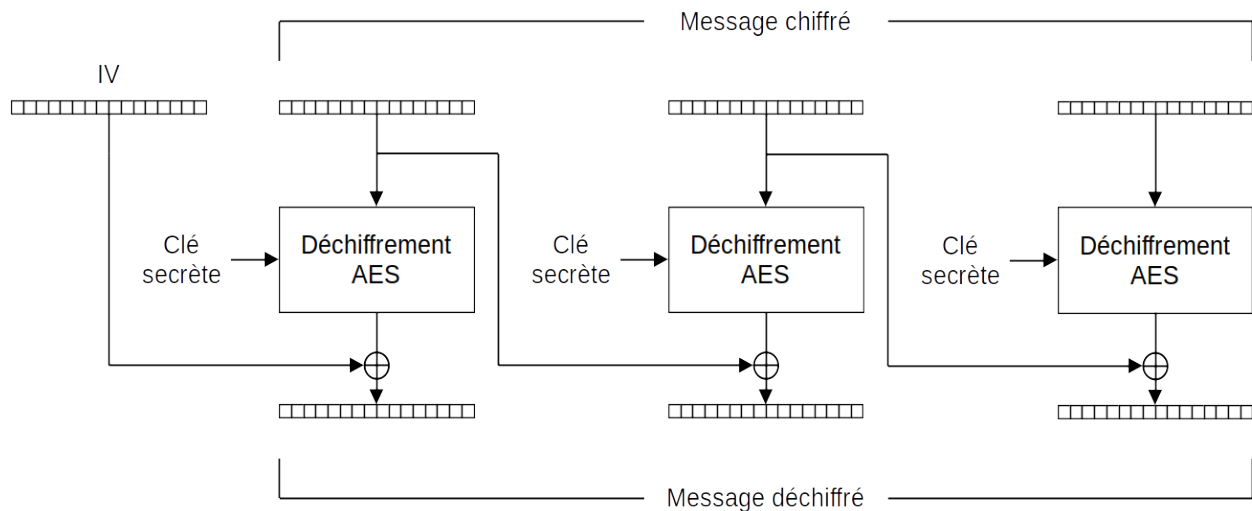 Message chiffré
IV
Clé
secrète
Déchiffrement
AES
Clé
secrète
Déchiffrement
AES
Clé
secrète
Déchiffrement
AES
Message déchiffré